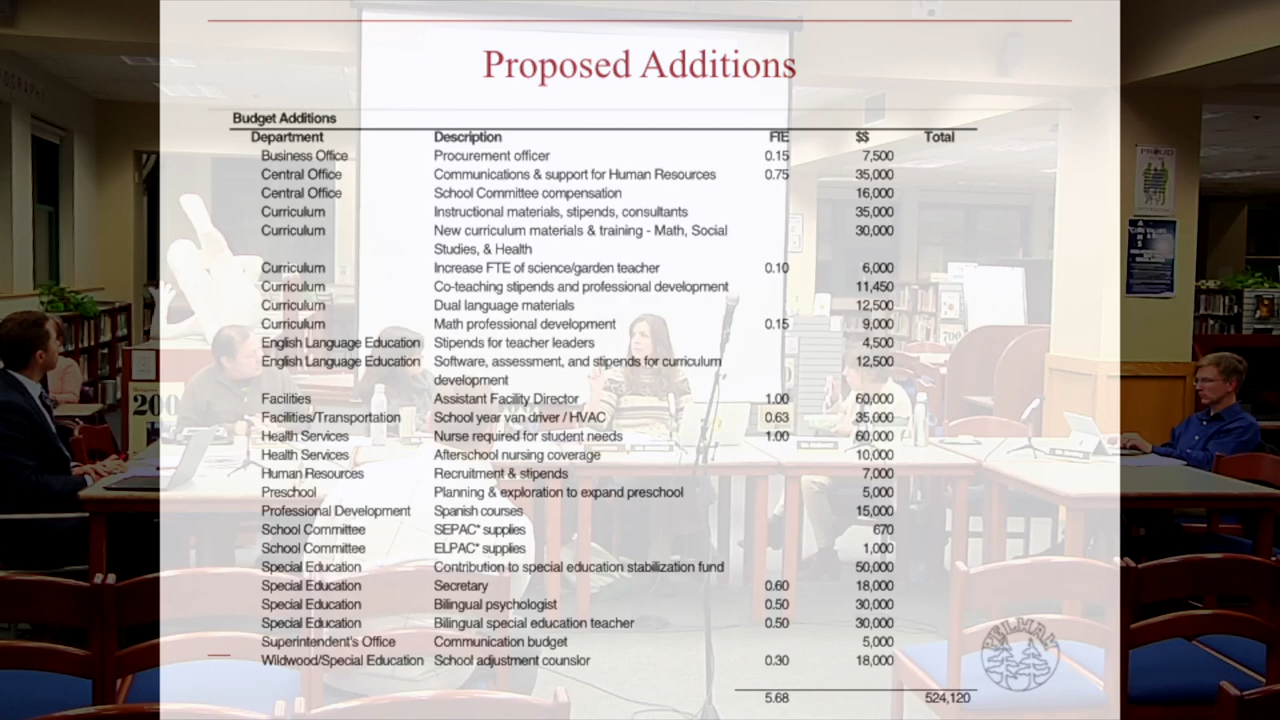 Proposed Additions
Budget Additions
Department Description FTE $$ Total
Business Office Procurement officer 0.15 7,500
Central Office Communications & support for Human Resources 0.75 35,000
Central Office School Committee compensation 16,000
Curriculum Instructional materials, stipends, consultants 35,000
Curriculum New curriculum materials & training - Math, Social 30,000
Studies, & Health
Curriculum Increase FTE of science/garden teacher 0.10 6,000
Curriculum Co-teaching stipends and professional development 11,450
Curriculum Dual language materials 12,500
Curriculum Math professional development 0.15 9,000
English Language Education Stipends for teacher leaders 4,500
English Language Education Software, assessment, and stipends for curriculum 12,500
development
Facilities Assistant Facility Director 1.00 60,000
Facilities/Transportation School year van driver / HVAC 0.63 35,000
Health Services Nurse required for student needs 1.00 60,000
Health Services Afterschool nursing coverage 10,000
Human Resources Recruitment & stipends 7,000
Preschool Planning & exploration to expand preschool 5,000
Professional Development Spanish courses 15,000
School Committee SEPAC* supplies 670
School Committee ELPAC* supplies 1,000
Special Education Contribution to special education stabilization fund 50,000
Special Education Secretary 0.60 18,000
Special Education Bilingual psychologist 0.50 30,000
Special Education Bilingual special education teacher 0.50 30,000
Superintendent's Office Communication budget 5,000
Wildwood/Special Education School adjustment counslor 0.30 18,000
5.68 524,120
PELHAM
PROUD
200
700